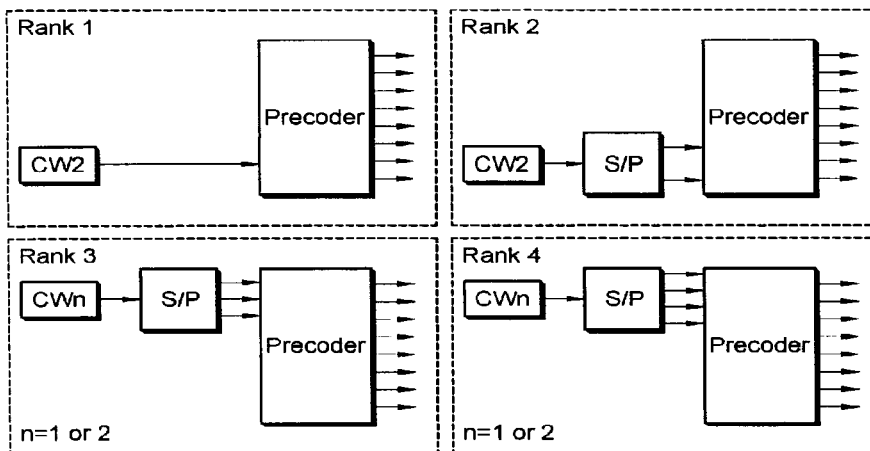 Rank 1
Precoder
CW2
Rank 2
Precoder
CW2
S/P
Rank 3
CWn
S/P
Precoder
n=1 or 2
Rank 4
CWn
S/P
Precoder
n=1 or 2